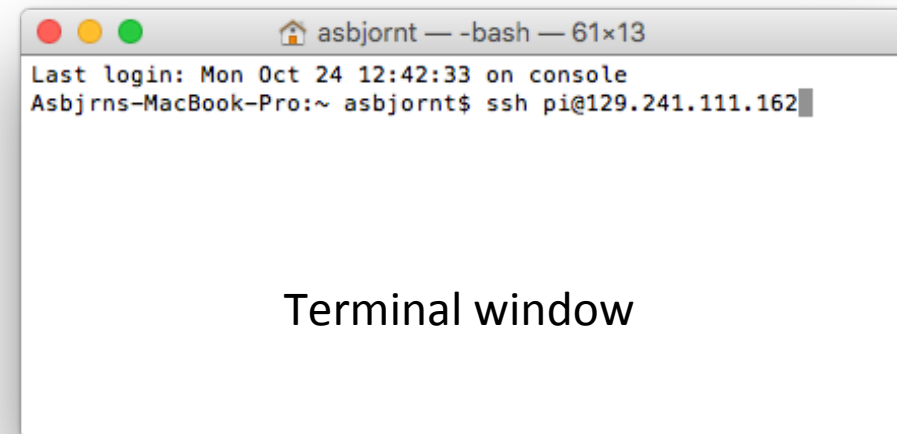 asbjornt — -bash — 61×13
Last login: Mon Oct 24 12:42:33 on console
Asbjrns-MacBook-Pro:~ asbjornt$ ssh pi@129.241.111.162
Terminal window